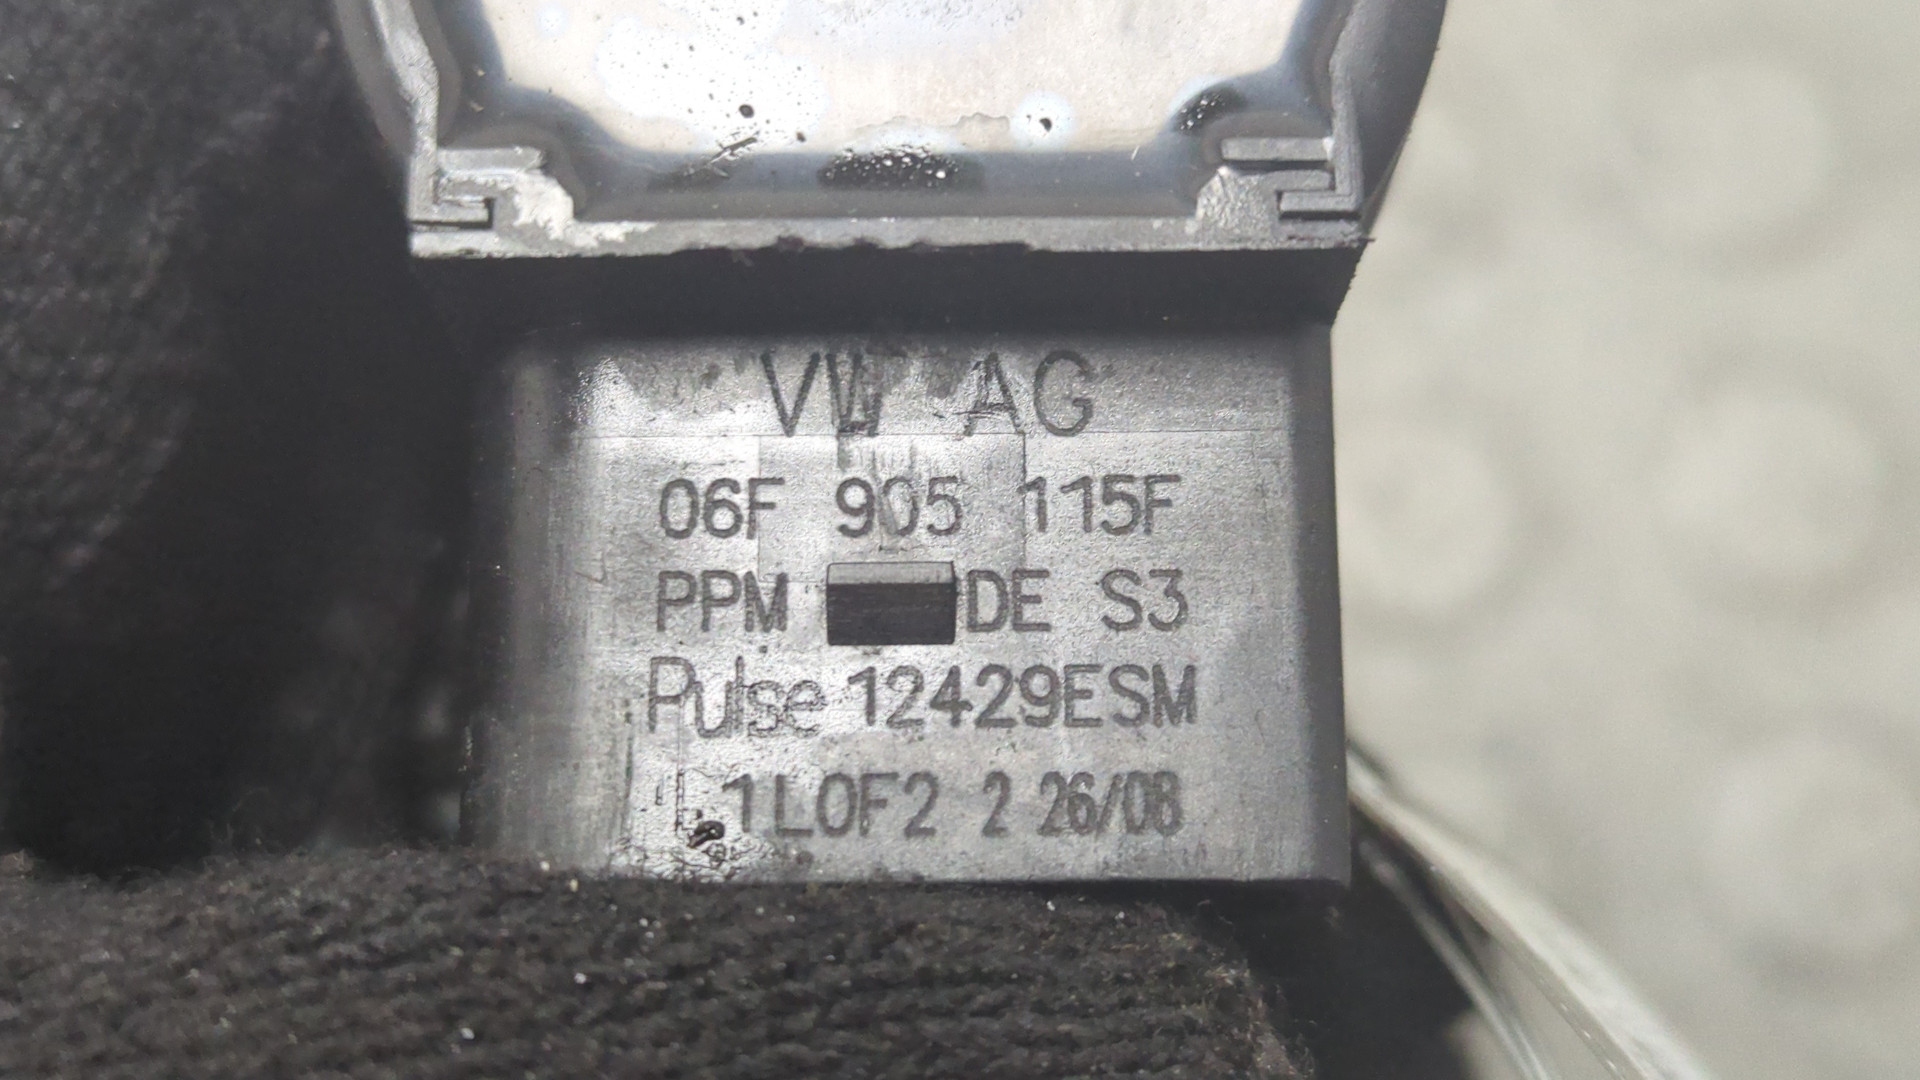 VW AG
06F 905 115F
PPM DE S3
Pulse 12429ESM
1L0F2 2 26/08